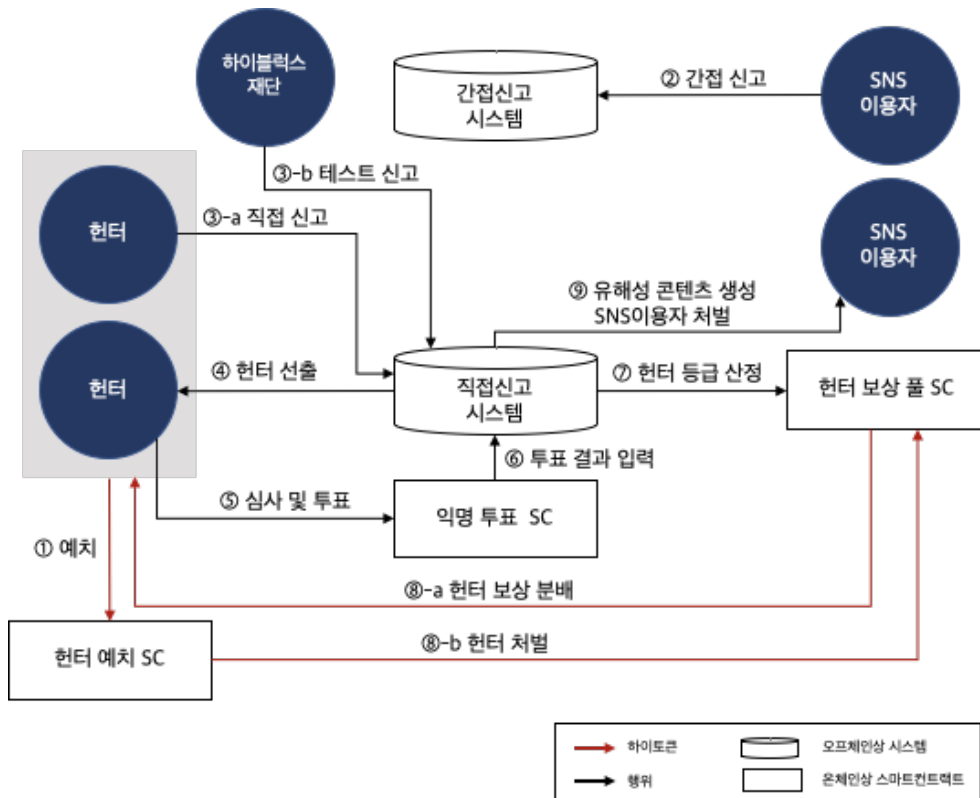 하이블럭스
재단
간접신고
시스템
② 간접 신고
SNS
이용자
③-b 테스트 신고
헌터
③-a 직접 신고
SNS
이용자
⑨ 유해성 콘텐츠 생성
SNS이용자 처벌
헌터
④ 헌터 선출
직접신고
시스템
⑦ 헌터 등급 산정
헌터 보상 풀 SC
⑥ 투표 결과 입력
⑤ 심사 및 투표
익명 투표 SC
① 예치
⑧-a 헌터 보상 분배
헌터 예치 SC
⑧-b 헌터 처벌
하이토큰
오프체인상 시스템
행위
온체인상 스마트컨트랙트